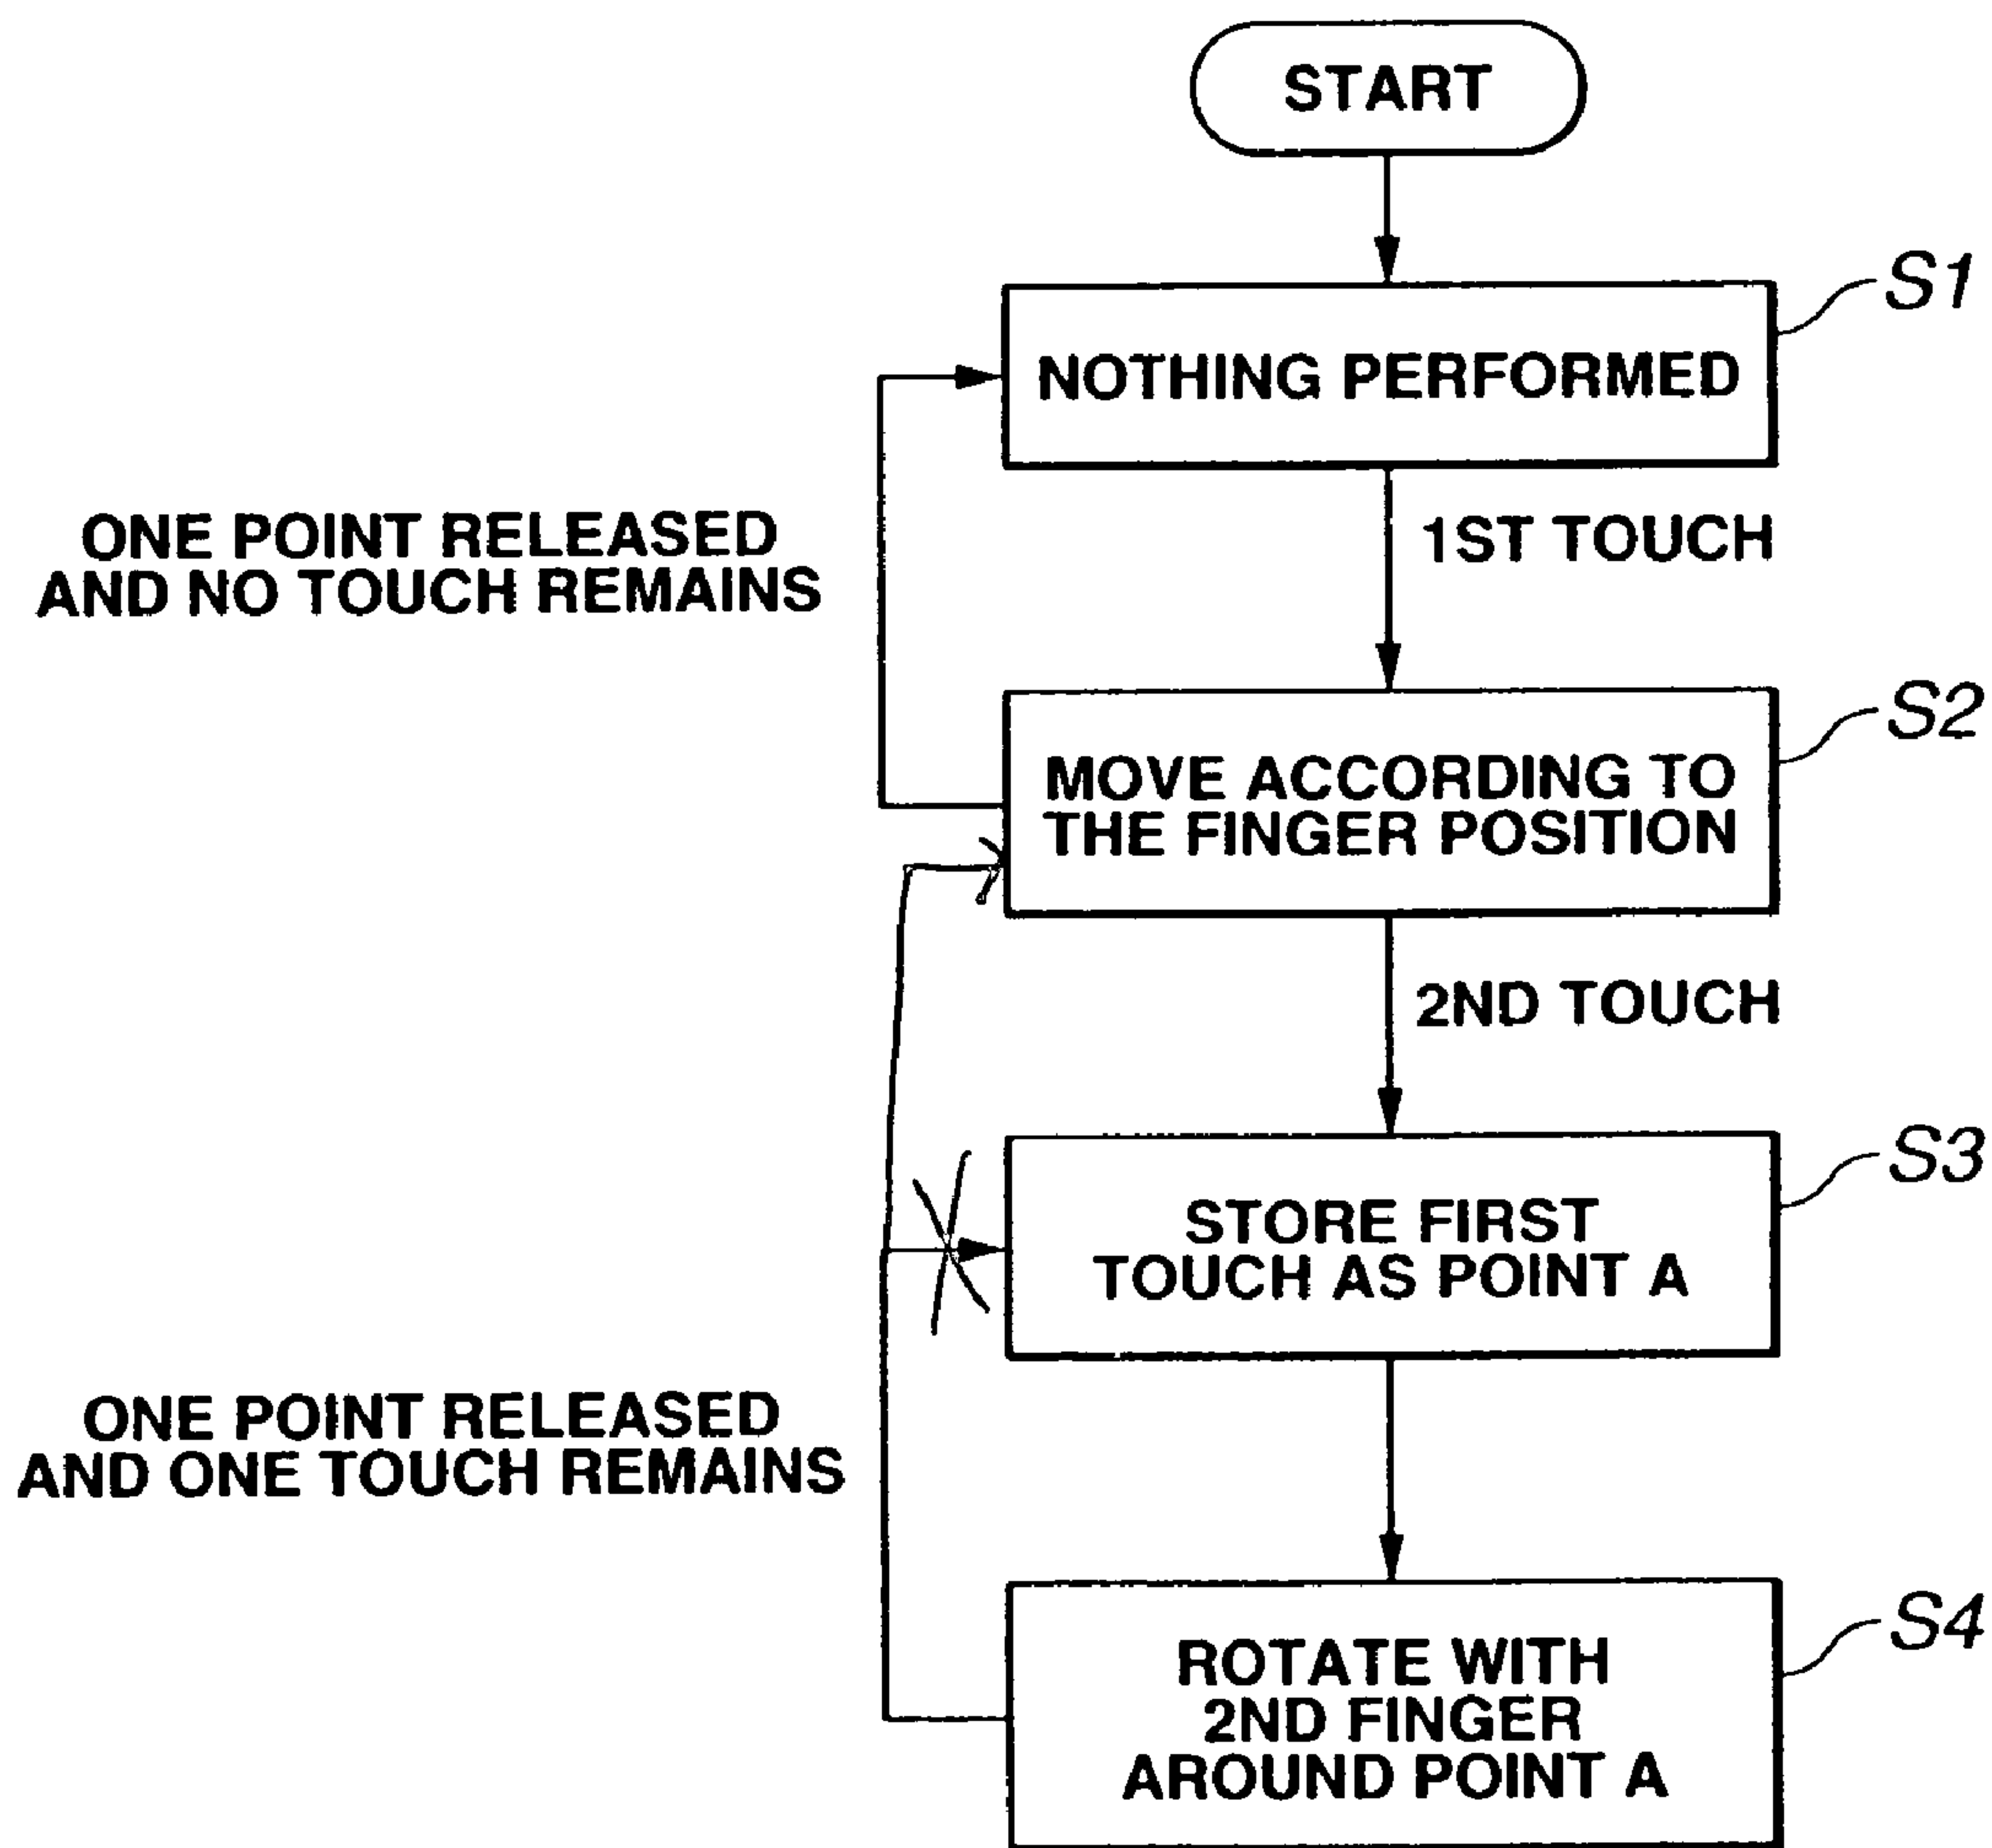 START
S1
NOTHING PERFORMED
ONE POINT RELEASED
AND NO TOUCH REMAINS
1ST TOUCH
S2
MOVE ACCORDING TO
THE FINGER POSITION
2ND TOUCH
S3
STORE FIRST
TOUCH AS POINT A
ONE POINT RELEASED
AND ONE TOUCH REMAINS
S4
ROTATE WITH
2ND FINGER
AROUND POINT A